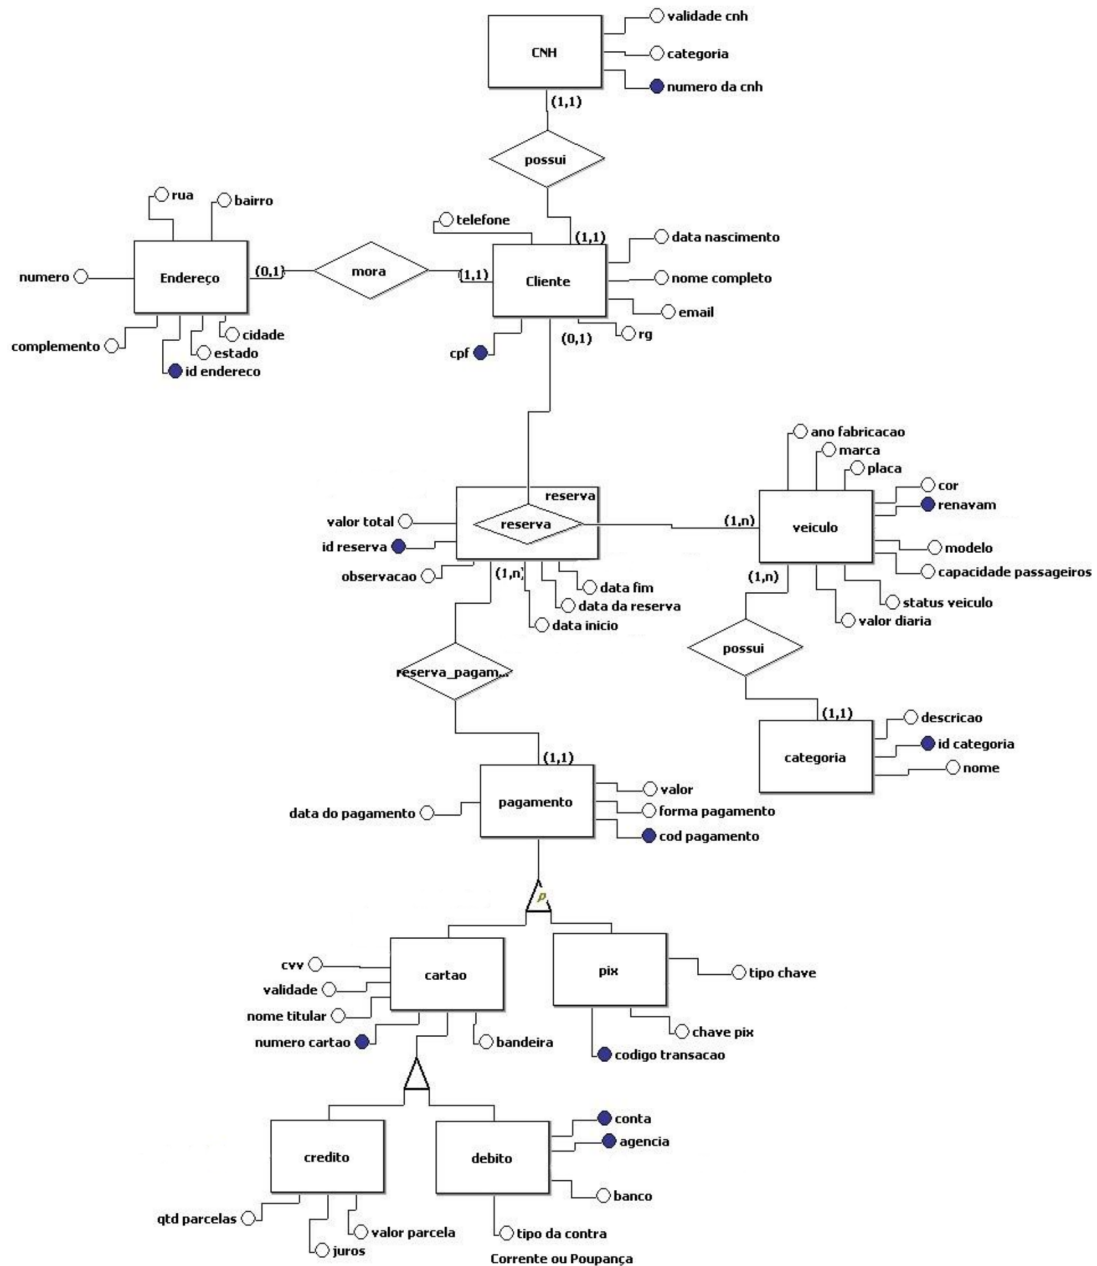 validade cnh
CNH
categoria
numero da cnh
(1,1)
possui
rua
bairro
telefone
(1,1)
data nascimento
numero
Endereço
(0,1)
mora
(1,1)
Cliente
nome completo
email
complemento
cidade
estado
id endereco
cpf
(0,1)
rg
ano fabricacao
marca
placa
cor
renavam
reserva
valor total
reserva
(1,n)
veiculo
id reserva
modelo
observacao
(1,n)
data fim
(1,n)
capacidade passageiros
data da reserva
status veiculo
data inicio
valor diaria
possui
reserva_pagam...
(1,1)
descricao
id categoria
categoria
nome
(1,1)
valor
data do pagamento
pagamento
forma pagamento
cod pagamento
p
cvv
cartao
pix
tipo chave
validade
nome titular
chave pix
numero cartao
bandeira
codigo transacao
conta
agencia
credito
debito
banco
qtd parcelas
valor parcela
tipo da contra
juros
Corrente ou Poupança